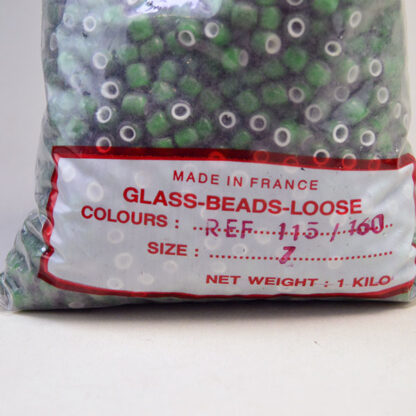 MADE IN FRANCE
GLASS-BEADS-LOOSE
COLOURS : REF 115/160
SIZE : 7
NET WEIGHT : 1 KILO